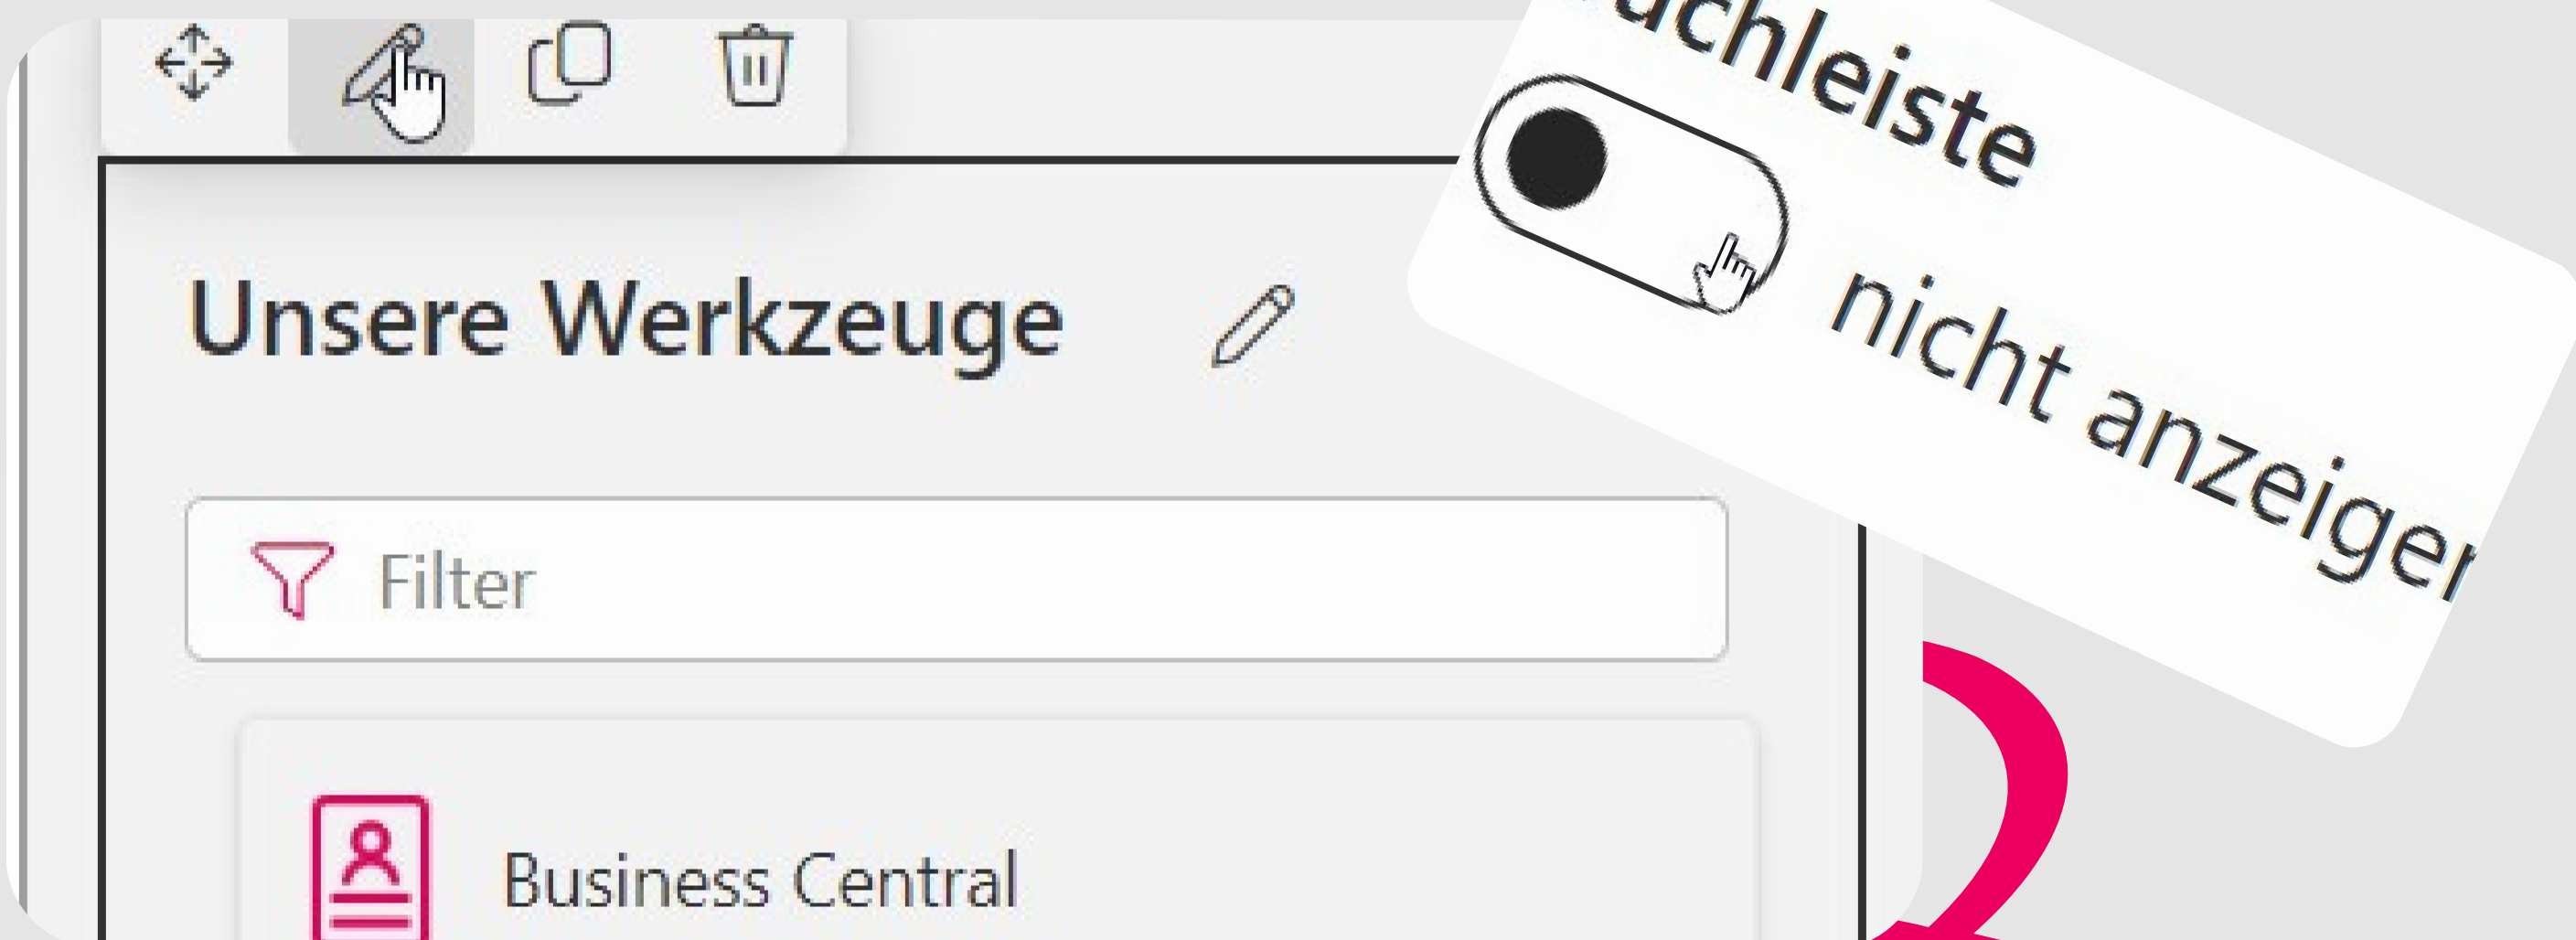 uchleiste
nicht anzeigen
Unsere Werkzeuge
Filter
Business Central